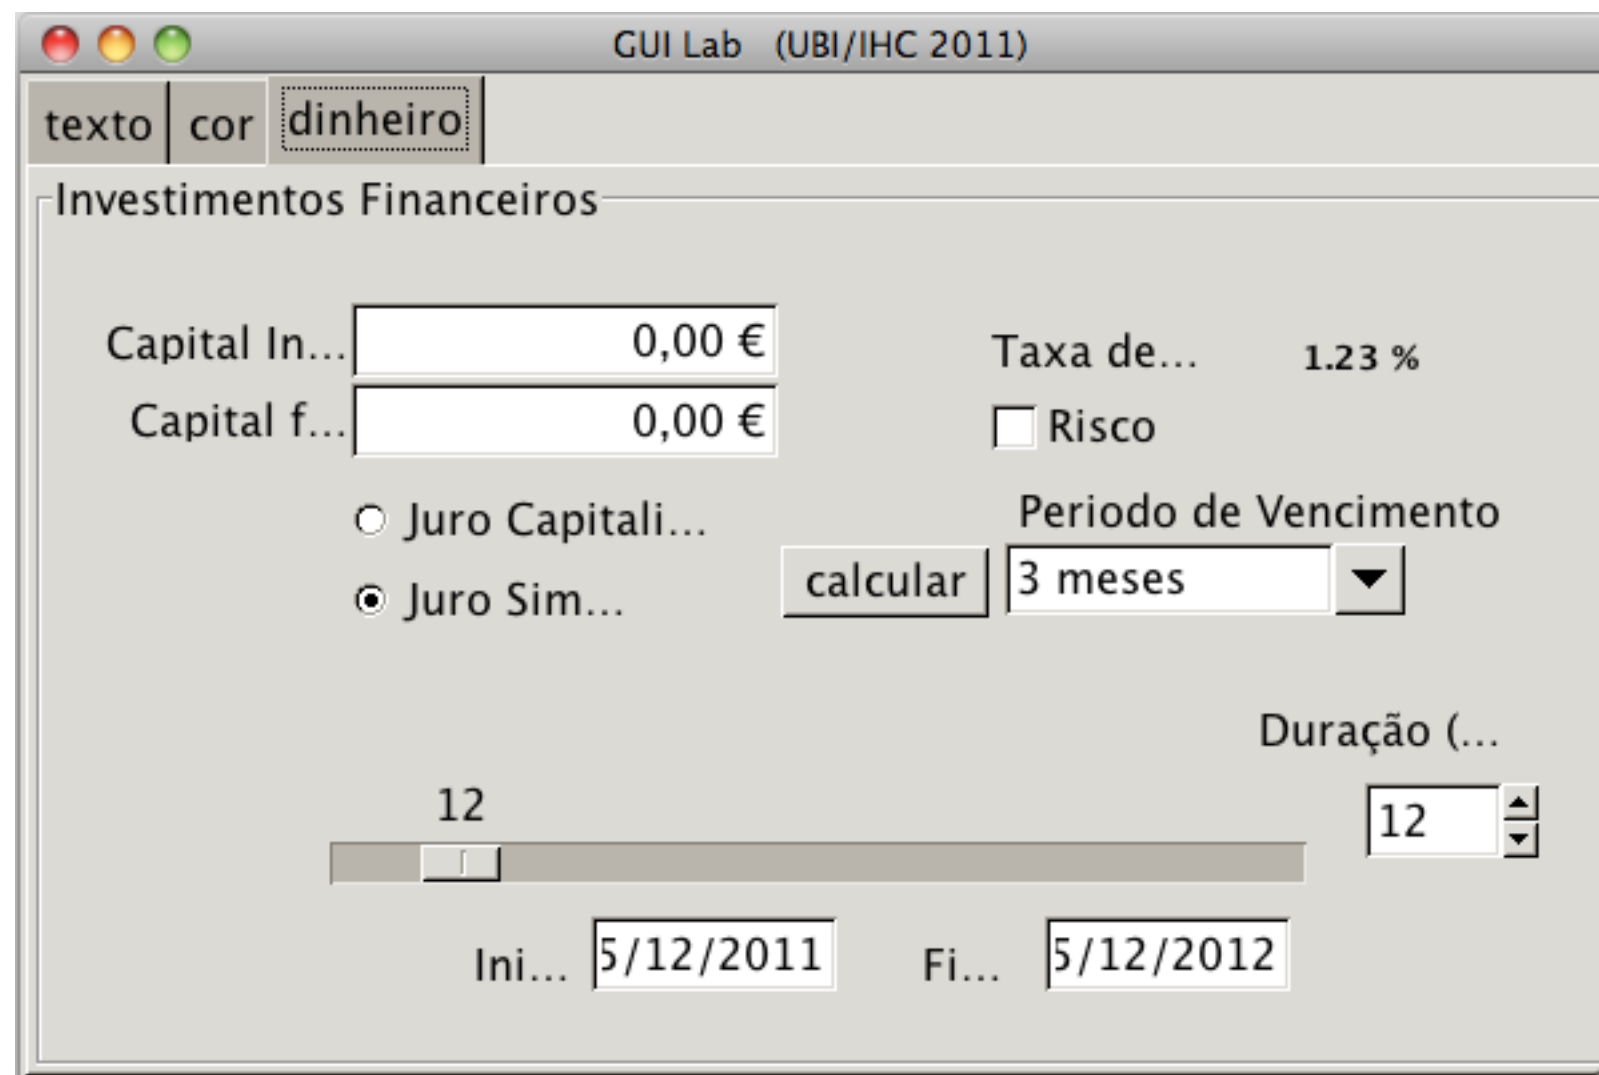 GUI Lab (UBI/IHC 2011)
texto cor dinheiro
Investimentos Financeiros
Capital In... 0,00 € Taxa de... 1.23 %
Capital f... 0,00 € Risco
Juro Capitali... Periodo de Vencimento
Juro Sim... calcular 3 meses
Duração (...
12 12
Ini... 5/12/2011 Fi... 5/12/2012